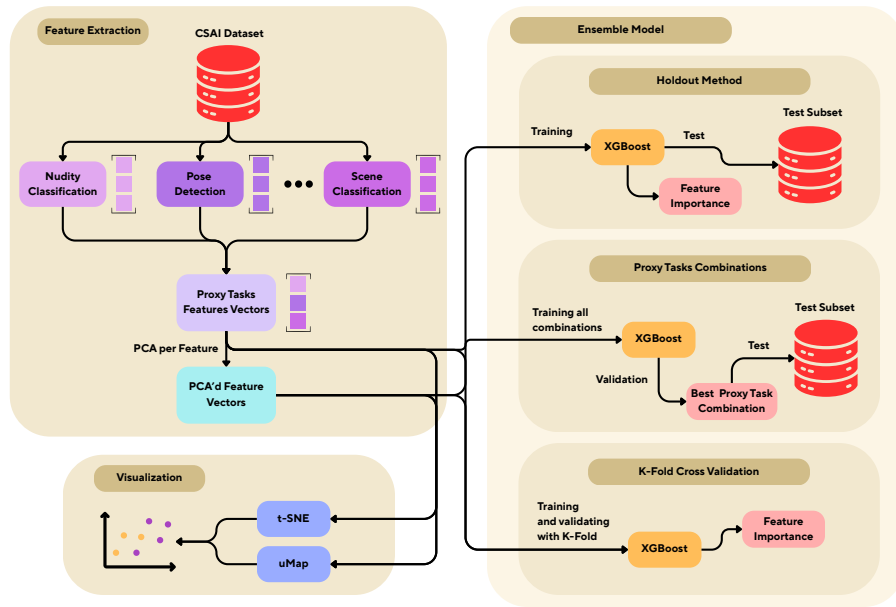 Feature Extraction
CSAI Dataset
Nudity
Classification
Pose
Detection
Scene
Classification
Proxy Tasks
Features Vectors
PCA per Feature
PCA'd Feature
Vectors
Visualization
t-SNE
uMap
Ensemble Model
Holdout Method
Training
XGBoost
Test
Test Subset
Feature
Importance
Proxy Tasks Combinations
Training all
combinations
XGBoost
Validation
Best Proxy Task
Combination
Test
Test Subset
K-Fold Cross Validation
Training
and validating
with K-Fold
XGBoost
Feature
Importance